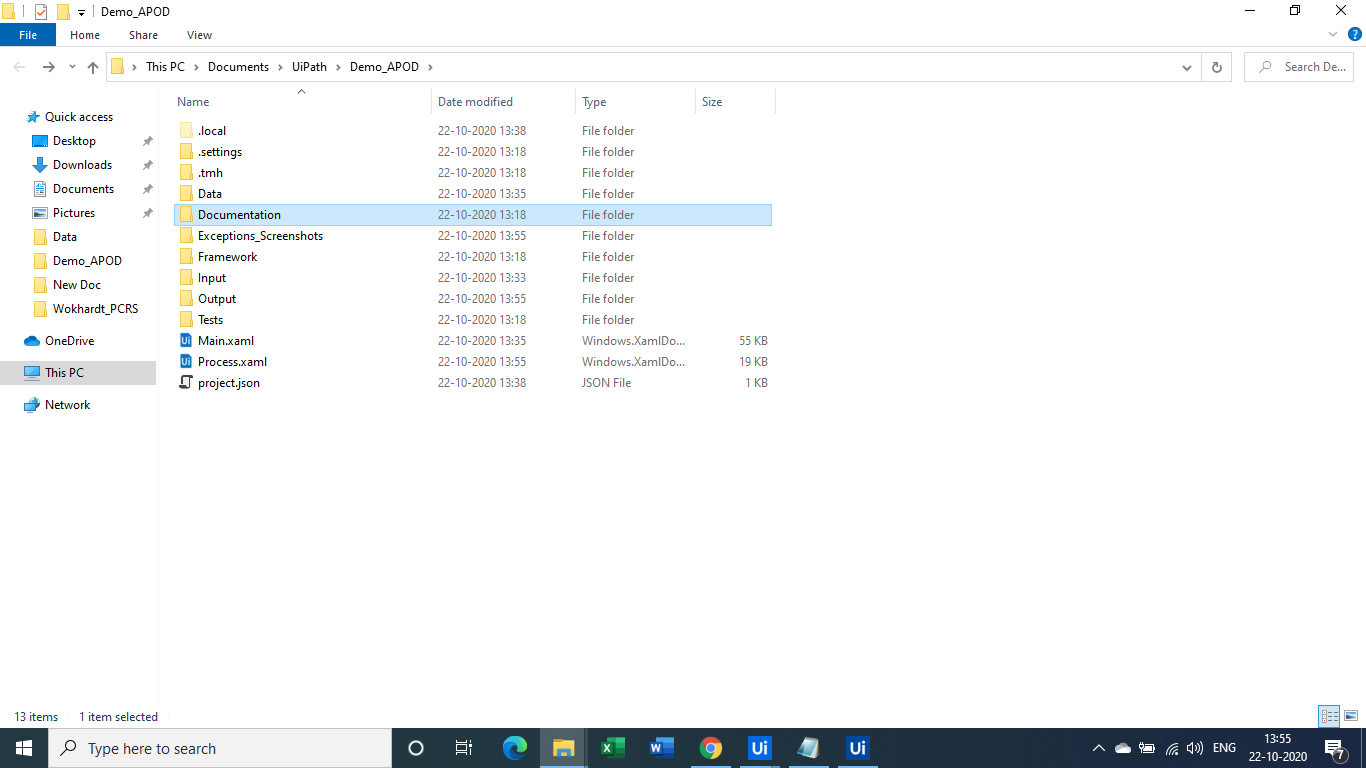 Demo_APOD
File Home Share View
This PC Documents UiPath Demo_APOD Search De...
Name Date modified Type Size
Quick access
Desktop
Downloads
Documents
Pictures
Data
Demo_APOD
New Doc
Wokhardt_PCRS
OneDrive
This PC
Network
.local 22-10-2020 13:38 File folder
.settings 22-10-2020 13:18 File folder
.tmh 22-10-2020 13:18 File folder
Data 22-10-2020 13:35 File folder
Documentation 22-10-2020 13:18 File folder
Exceptions_Screenshots 22-10-2020 13:55 File folder
Framework 22-10-2020 13:18 File folder
Input 22-10-2020 13:33 File folder
Output 22-10-2020 13:55 File folder
Tests 22-10-2020 13:18 File folder
Main.xaml 22-10-2020 13:35 Windows.XamlDo... 55 KB
Process.xaml 22-10-2020 13:55 Windows.XamlDo... 19 KB
project.json 22-10-2020 13:38 JSON File 1 KB
13 items 1 item selected
Type here to search Ui Ui ENG 13:55
22-10-2020 7